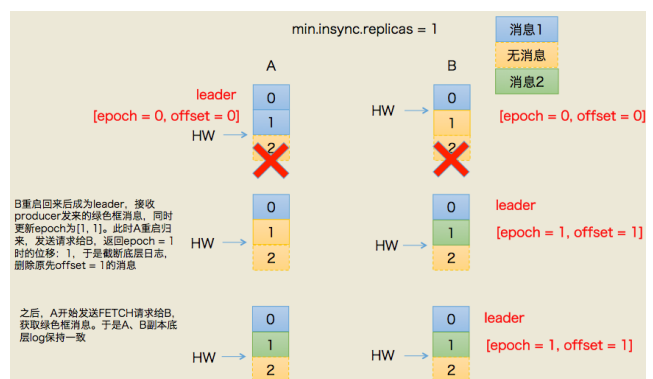 min.insync.replicas = 1
消息1
无消息
消息2
A
B
leader
[epoch = 0, offset = 0]
HW
0
1
2
HW
0
1
2
[epoch = 0, offset = 0]
B重启回来后成为leader，接收
producer发来的绿色框消息，同时
更新epoch为[1, 1]。此时A重启归
来，发送请求给B，返回epoch = 1
时的位移：1，于是截断底层日志，
删除原先offset = 1的消息
HW
0
1
2
HW
0
1
2
leader
[epoch = 1, offset = 1]
之后，A开始发送FETCH请求给B,
获取绿色框消息。于是A、B副本底
层log保持一致
HW
0
1
2
HW
0
1
2
leader
[epoch = 1, offset = 1]